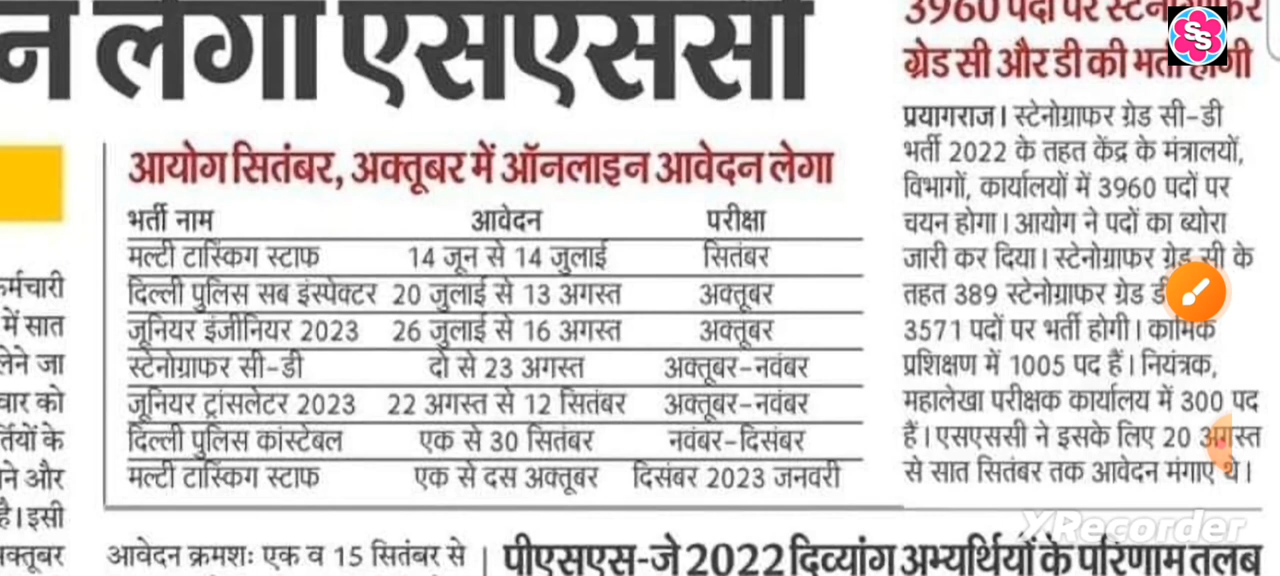 न लेगा एसएससी
आयोग सितंबर, अक्तूबर में ऑनलाइन आवेदन लेगा
भर्ती नाम आवेदन परीक्षा
मल्टी टास्किंग स्टाफ 14 जून से 14 जुलाई सितंबर
दिल्ली पुलिस सब इंस्पेक्टर 20 जुलाई से 13 अगस्त अक्तूबर
जूनियर इंजीनियर 2023 26 जुलाई से 16 अगस्त अक्तूबर
स्टेनोग्राफर सी-डी दो से 23 अगस्त अक्तूबर-नवंबर
जूनियर ट्रांसलेटर 2023 22 अगस्त से 12 सितंबर अक्तूबर-नवंबर
दिल्ली पुलिस कांस्टेबल एक से 30 सितंबर नवंबर-दिसंबर
मल्टी टास्किंग स्टाफ एक से दस अक्तूबर दिसंबर 2023 जनवरी
3960 पदों पर स्टेनोग्राफर
ग्रेड सी और डी की भर्ती होगी
प्रयागराज। स्टेनोग्राफर ग्रेड सी-डी
भर्ती 2022 के तहत केंद्र के मंत्रालयों,
विभागों, कार्यालयों में 3960 पदों पर
चयन होगा। आयोग ने पदों का ब्योरा
जारी कर दिया। स्टेनोग्राफर ग्रेड सी के
तहत 389 स्टेनोग्राफर ग्रेड
3571 पदों पर भर्ती होगी। कार्मिक
प्रशिक्षण में 1005 पद हैं। नियंत्रक,
महालेखा परीक्षक कार्यालय में 300 पद
हैं। एसएससी ने इसके लिए 20 अगस्त
से सात सितंबर तक आवेदन मंगाए थे।
र्मचारी
में सात
लेने जा
वार को
र्तियों के
ने और
है। इसी
क्तूबर
आवेदन क्रमशः एक व 15 सितंबर से
पीएसएस-जे 2022 दिव्यांग अभ्यर्थियों के परिणाम तलब
SS
XRecorder